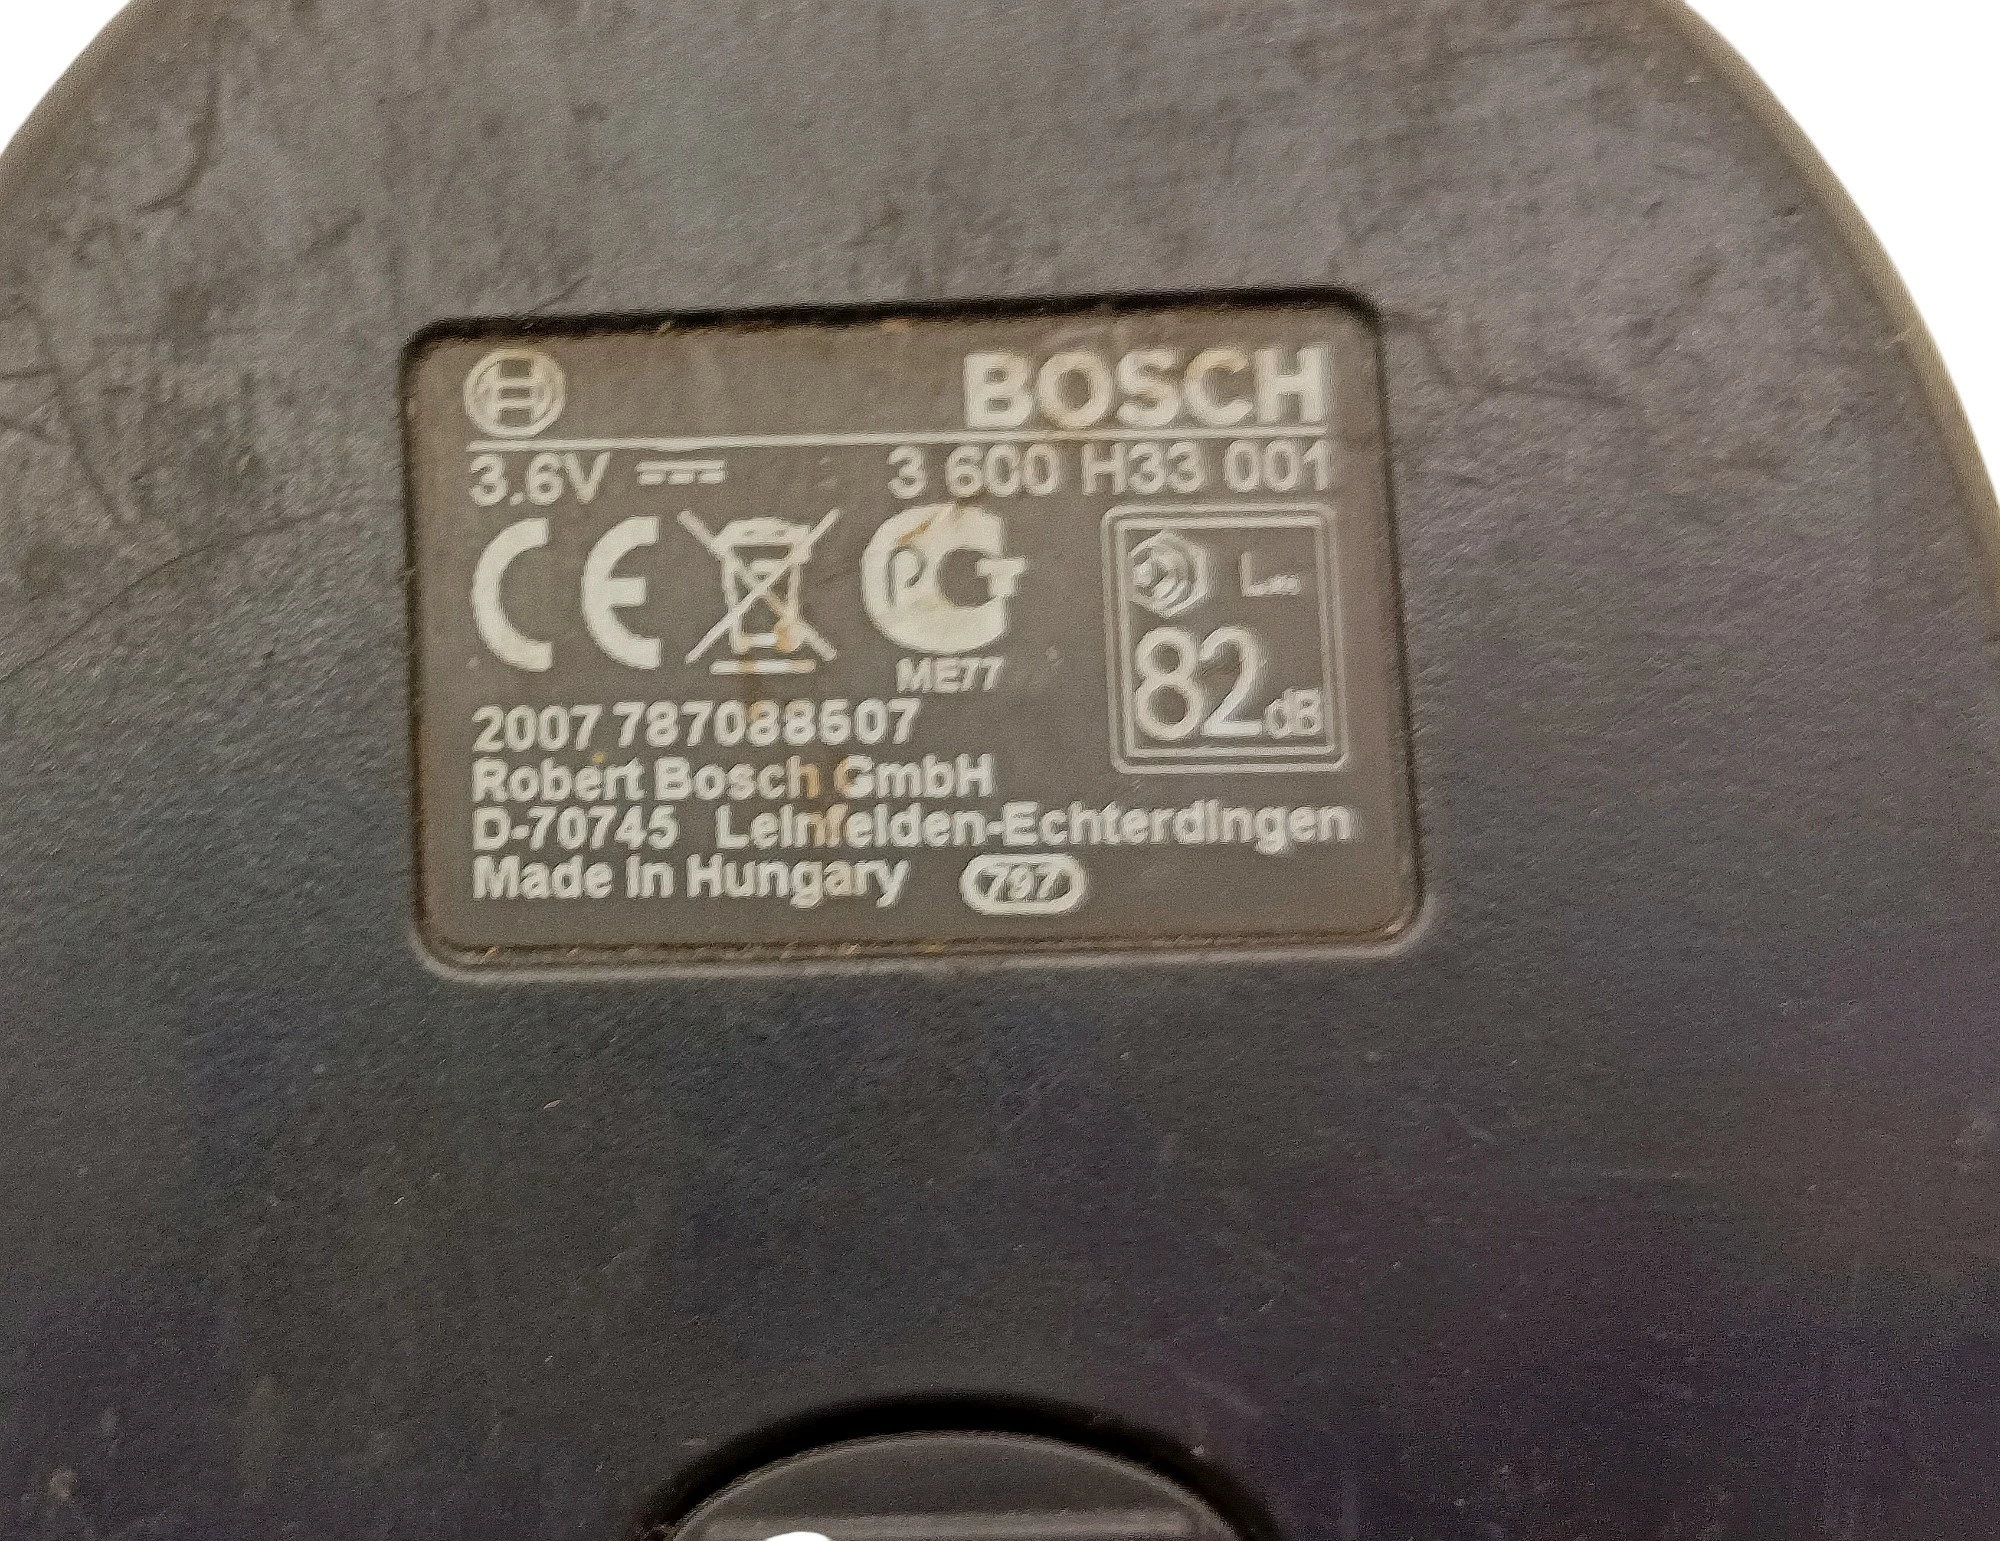 BOSCH
3.6V 3 600 H33 001
CE PCT L
ME77
82 dB
2007 787088507
Robert Bosch GmbH
D-70745 Leinfelden-Echterdingen
Made in Hungary 797